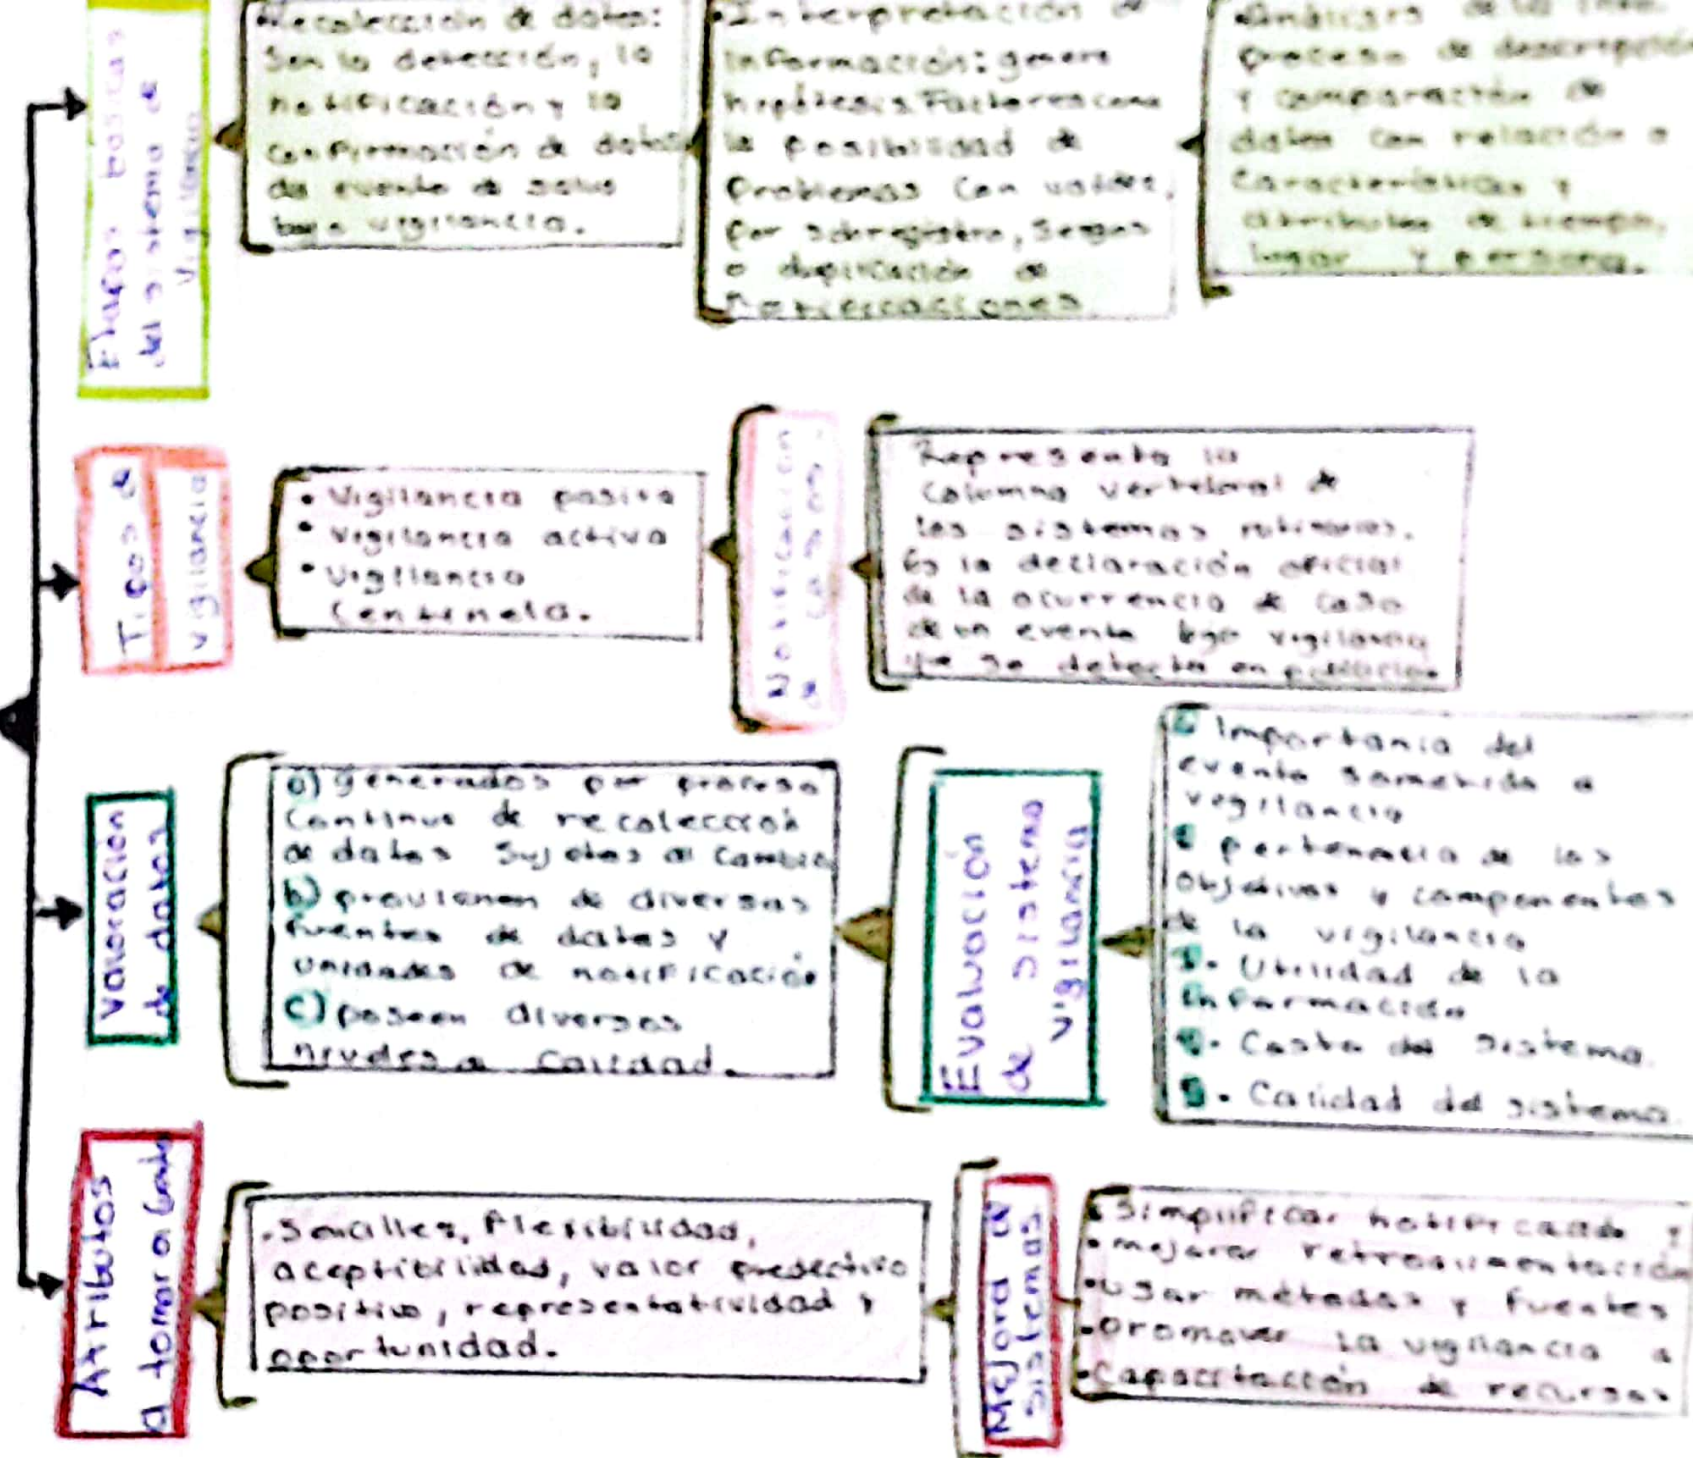 Etapas basicas
del sistema de
Vigilancia
•Recolección de datos:
Son la detección, la
notificación y la
confirmación de datos
de evento de salud
bajo vigilancia.
•Interpretación de
Información: genere
hipótesis. Factores como
la posibilidad de
problemas con validez,
por subregistro, sesgos
o duplicación de
notificaciones.
•Análisis de la info.
proceso de descripción
y comparación de
datos con relación a
características y
atributos de tiempo,
lugar y persona.
Tipos de
vigilancia
• Vigilancia pasiva
• Vigilancia activa
• Vigilancia
Centinela.
Notificación
de casos.
Representa la
columna vertebral de
los sistemas rutinarios.
Es la declaración oficial
de la ocurrencia de caso
de un evento bajo vigilancia
que se detecta en población
Valoración
de datos
a) generados por proceso
continuo de recolección
de datos sujetos al cambio
b) provienen de diversas
fuentes de datos y
unidades de notificación
c) poseen diversos
niveles de calidad.
Evaluación
de sistema
vigilancia
Importania del
evento sometido a
vigilancia
pertenencia de los
objetivos y componentes
de la vigilancia
3. Utilidad de la
información
4. Costo del sistema.
5. Calidad del sistema.
Atributos
a tomar a
flexibilidad,
aceptibilidad, valor predectivo
positivo, representatividad y
oportunidad.
Mejora de
sistemas.
•Simplificar notificación y
•mejorar retroalimentación
•Usar métodos y fuentes
•promover la vigilancia a
•Capacitación de recursos